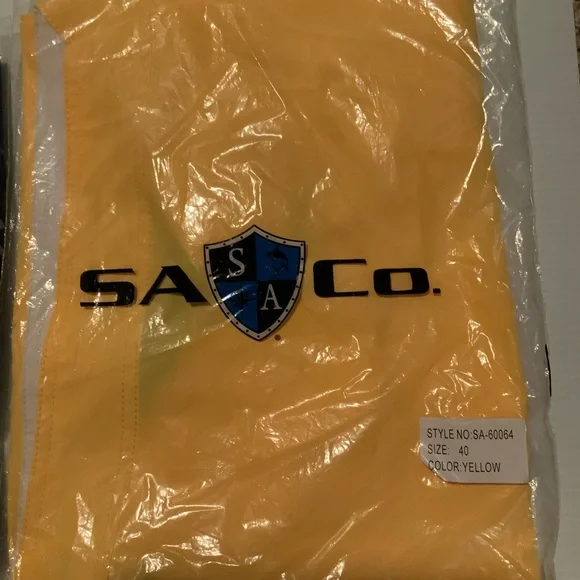 SA S A Co.
STYLE NO:SA-60064
SIZE: 40
COLOR:YELLOW